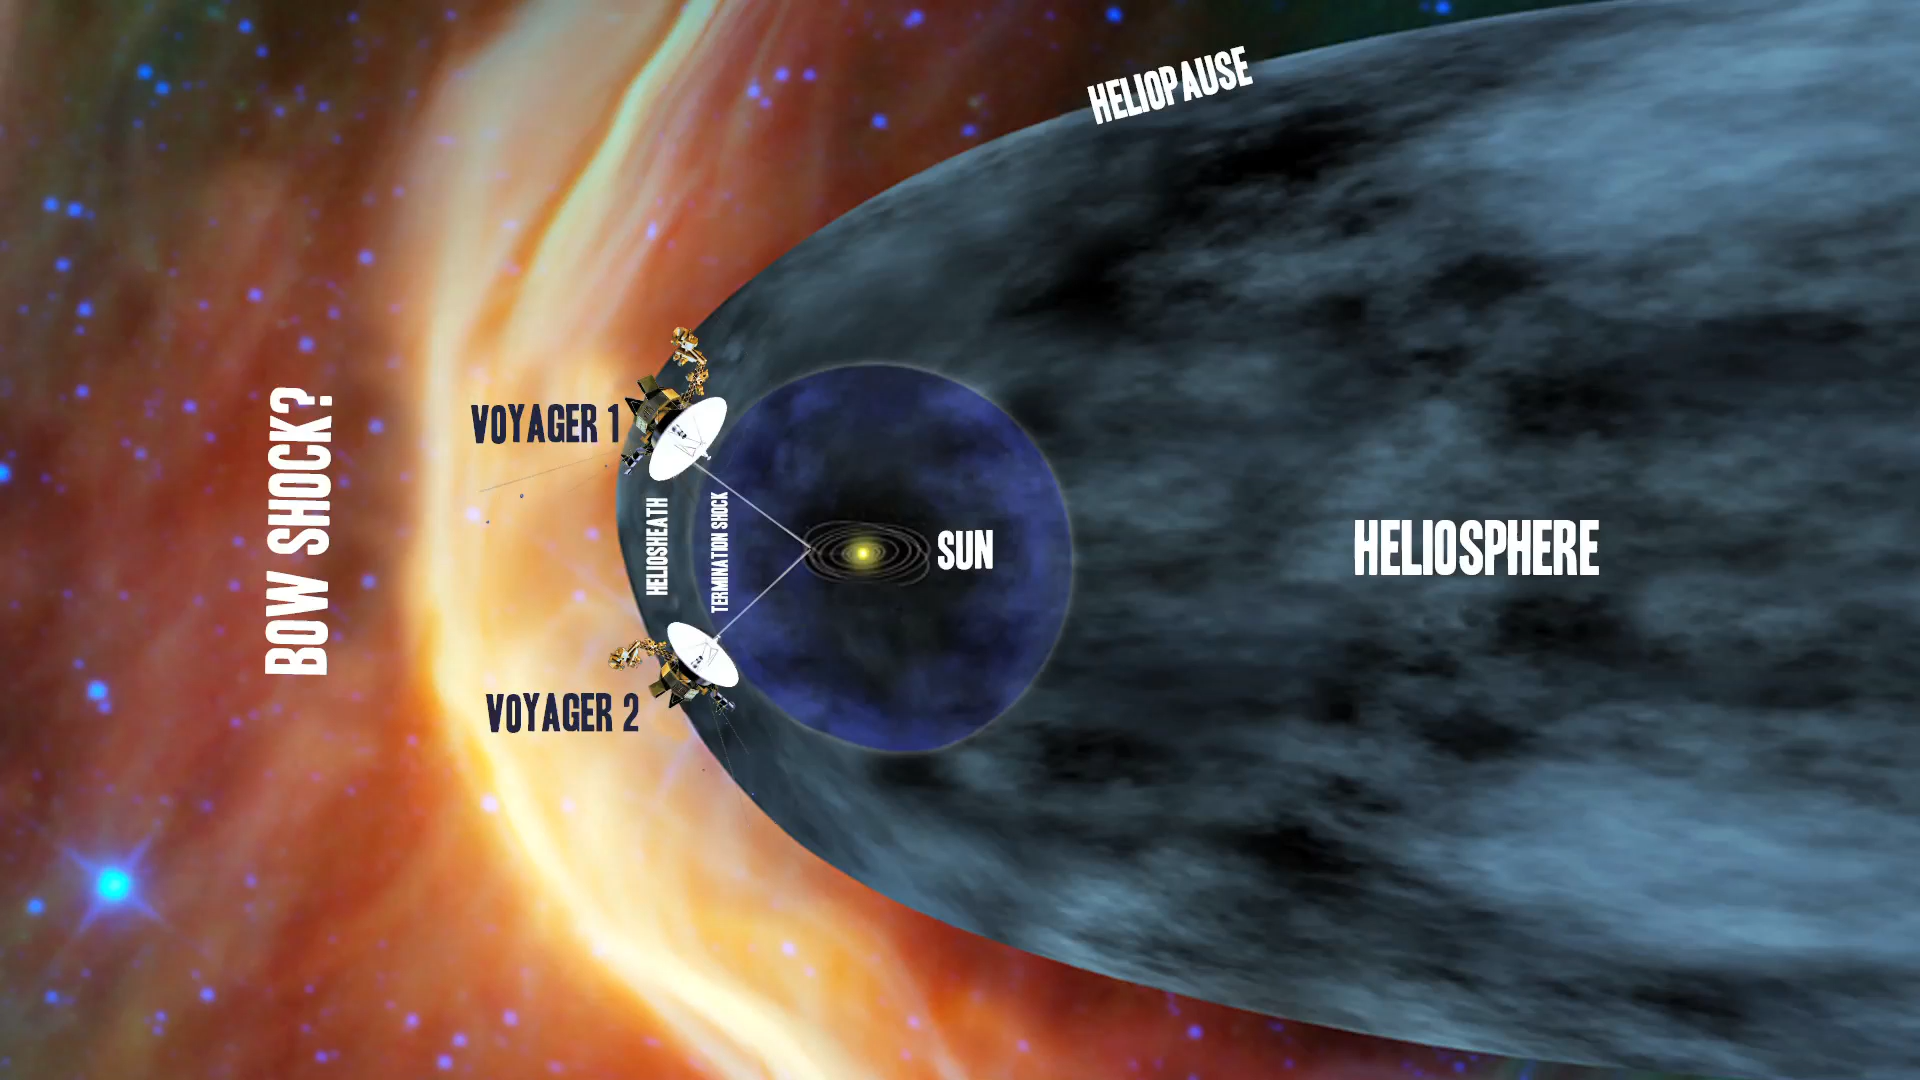 HELIOPAUSE
BOW SHOCK?
VOYAGER 1
HELIOSHEATH
TERMINATION SHOCK
SUN
HELIOSPHERE
VOYAGER 2